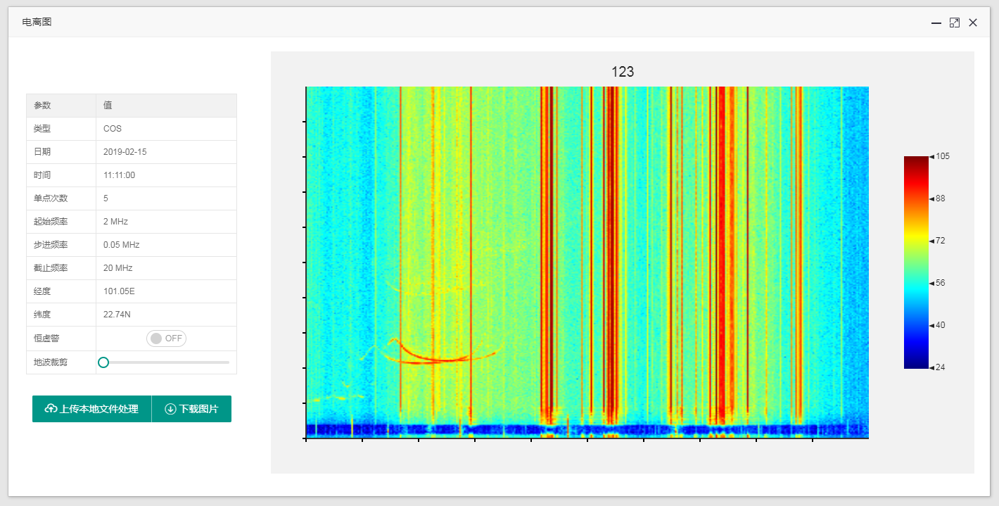 电离图
参数 值
类型 COS
日期 2019-02-15
时间 11:11:00
单点次数 5
起始频率 2 MHz
步进频率 0.05 MHz
截止频率 20 MHz
经度 101.05E
纬度 22.74N
恒虚警 OFF
地波裁剪
上传本地文件处理 下载图片
123
105
88
72
56
40
24